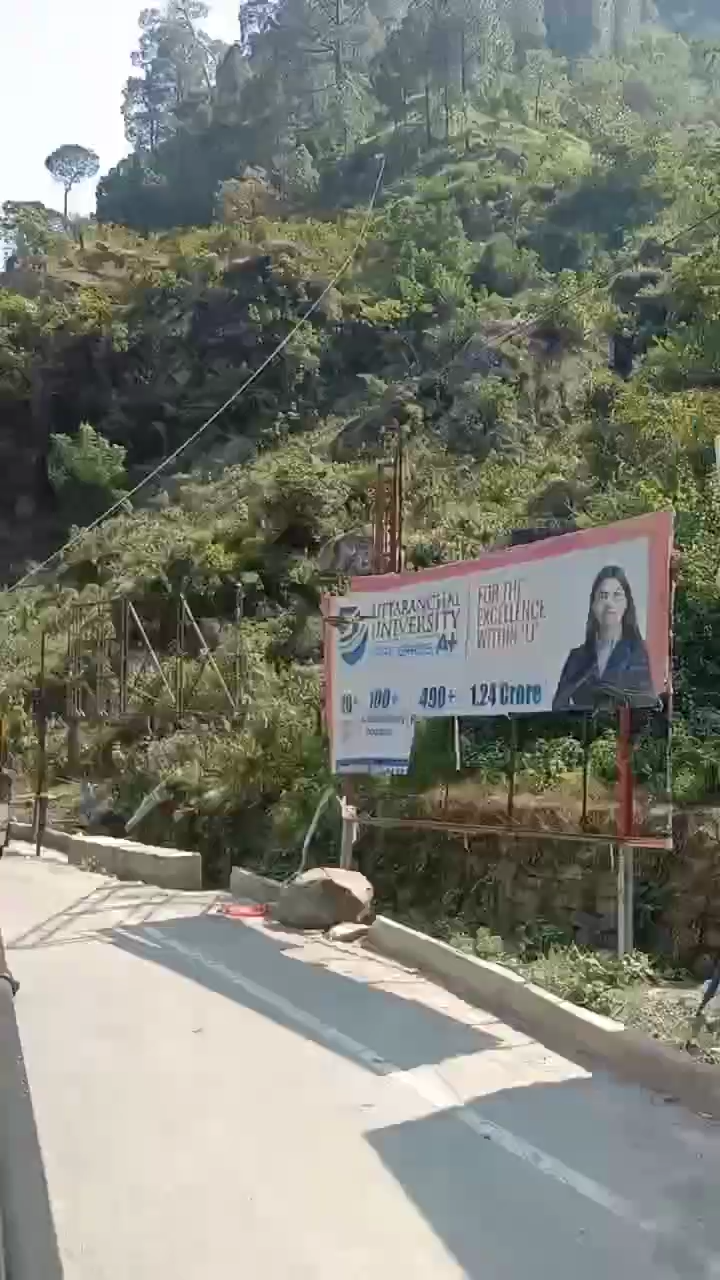 UTTARANCHAL
UNIVERSITY
A+
FOR THE
EXCELLENCE
WITHIN 'U'
100+ 490+ 1.24 Crore